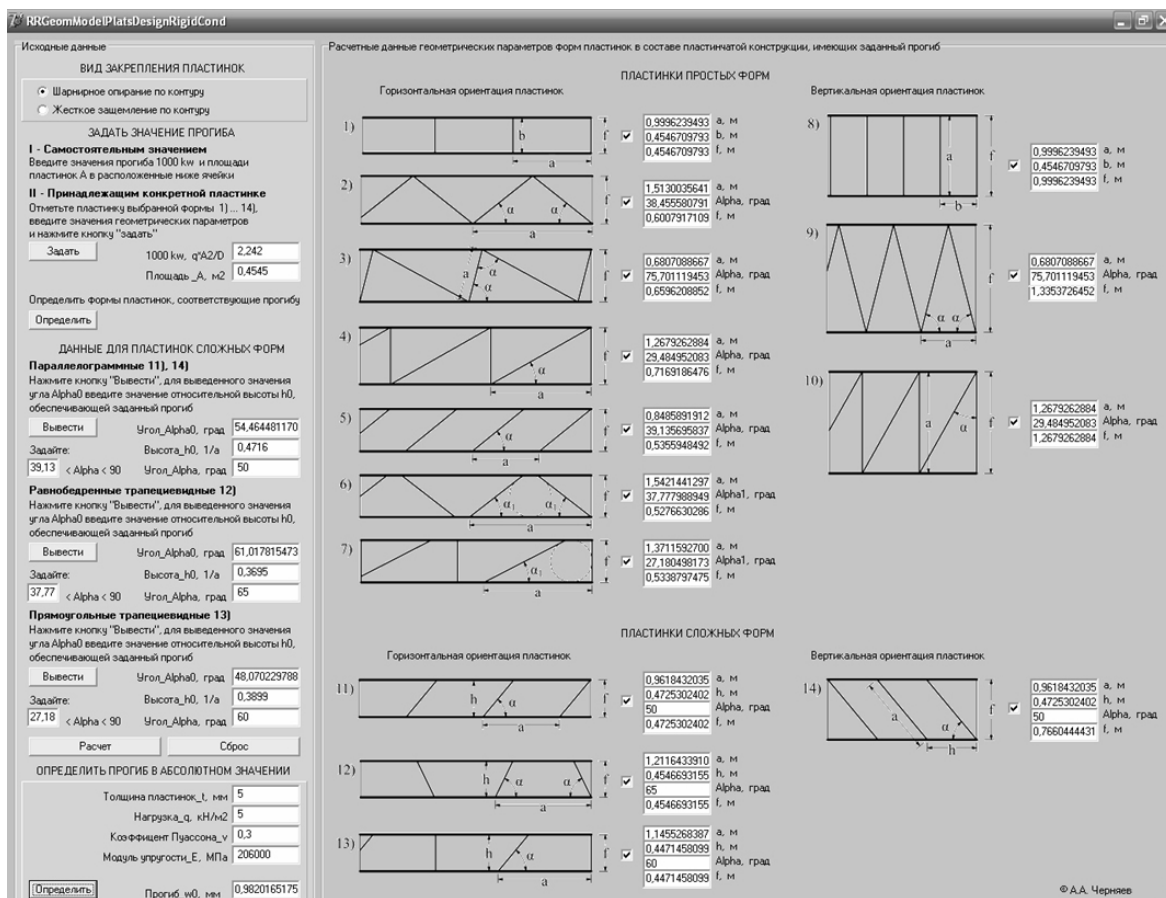 RRGeomModelPlatsDesignRigidCond
Исходные данные
ВИД ЗАКРЕПЛЕНИЯ ПЛАСТИНОК
Шарнирное опирание по контуру
Жесткое защемление по контуру
ЗАДАТЬ ЗНАЧЕНИЕ ПРОГИБА
I - Самостоятельным значением
Введите значения прогиба 1000 kw и площади
пластинок А в расположенные ниже ячейки
II - Принадлежащим конкретной пластинке
Отметьте пластинку выбранной формы 1) ... 14),
введите значения геометрических параметров
и нажмите кнопку "задать"
Задать
1000 kw, q*A2/D 2,242
Площадь _А, м2 0,4545
Определить формы пластинок, соответствующие прогибу
Определить
ДАННЫЕ ДЛЯ ПЛАСТИНОК СЛОЖНЫХ ФОРМ
Параллелограммные 11), 14)
Нажмите кнопку "Вывести", для выведенного значения
угла Alpha0 введите значение относительной высоты h0,
обеспечивающей заданный прогиб
Вывести Угол_Alpha0, град 54,464481170
Задайте: Высота_h0, 1/a 0,4716
39,13 < Alpha < 90 Угол_Alpha, град 50
Равнобедренные трапециевидные 12)
Нажмите кнопку "Вывести", для выведенного значения
угла Alpha0 введите значение относительной высоты h0,
обеспечивающей заданный прогиб
Вывести Угол_Alpha0, град 61,017815473
Задайте: Высота_h0, 1/a 0,3695
37,77 < Alpha < 90 Угол_Alpha, град 65
Прямоугольные трапециевидные 13)
Нажмите кнопку "Вывести", для выведенного значения
угла Alpha0 введите значение относительной высоты h0,
обеспечивающей заданный прогиб
Вывести Угол_Alpha0, град 48,070229788
Задайте: Высота_h0, 1/a 0,3899
27,18 < Alpha < 90 Угол_Alpha, град 60
Расчет Сброс
ОПРЕДЕЛИТЬ ПРОГИБ В АБСОЛЮТНОМ ЗНАЧЕНИИ
Толщина пластинок_t, мм 5
Нагрузка_q, кН/м2 5
Коэффицент Пуассона_v 0,3
Модуль упругости_E, МПа 206000
Определить Прогиб w0, мм 0,9820165175
Расчетные данные геометрических параметров форм пластинок в составе пластинчатой конструкции, имеющих заданный прогиб
ПЛАСТИНКИ ПРОСТЫХ ФОРМ
Горизонтальная ориентация пластинок
1) b a f
0,9996239493 a, м
0,4546709793 b, м
0,4546709793 f, м
2) α α a f
1,5130035641 a, м
38,455580791 Alpha, град
0,6007917109 f, м
3) a α α f
0,6807088667 a, м
75,701119453 Alpha, град
0,6596208852 f, м
4) α a f
1,2679262884 a, м
29,484952083 Alpha, град
0,7169186476 f, м
5) α a f
0,8485891912 a, м
39,135695837 Alpha, град
0,5355948492 f, м
6) α1 α1 a f
1,5421441297 a, м
37,777988949 Alpha1, град
0,5276630286 f, м
7) α1 a f
1,3711592700 a, м
27,180498173 Alpha1, град
0,5338797475 f, м
Вертикальная ориентация пластинок
8) a b f
0,9996239493 a, м
0,4546709793 b, м
0,9996239493 f, м
9) α α a f
0,6807088667 a, м
75,701119453 Alpha, град
1,3353726452 f, м
10) a α f
1,2679262884 a, м
29,484952083 Alpha, град
1,2679262884 f, м
ПЛАСТИНКИ СЛОЖНЫХ ФОРМ
Горизонтальная ориентация пластинок
11) h α a f
0,9618432035 a, м
0,4725302402 h, м
50 Alpha, град
0,4725302402 f, м
12) h α α a f
1,2116433910 a, м
0,4546693155 h, м
65 Alpha, град
0,4546693155 f, м
13) h α a f
1,1455268387 a, м
0,4471458099 h, м
60 Alpha, град
0,4471458099 f, м
Вертикальная ориентация пластинок
14) a α h f
0,9618432035 a, м
0,4725302402 h, м
50 Alpha, град
0,7660444431 f, м
© А.А. Черняев